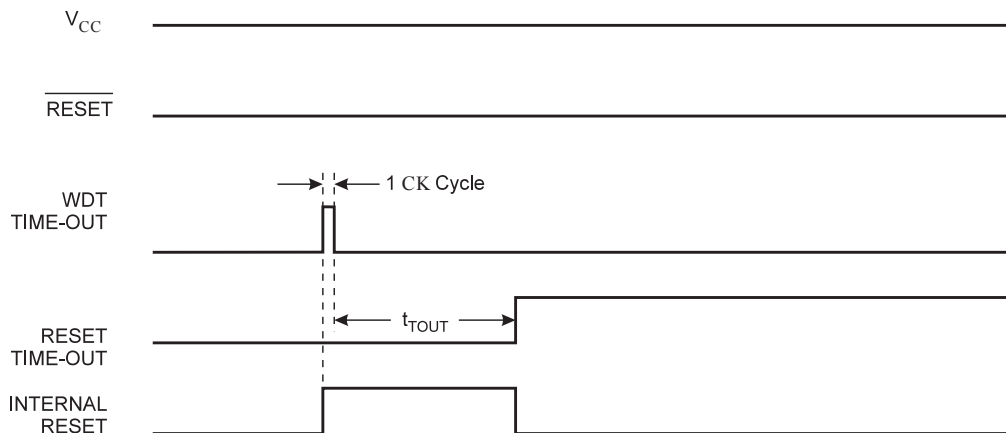 VCC
RESET
WDT
TIME-OUT
1 CK Cycle
RESET
TIME-OUT
tTOUT
INTERNAL
RESET